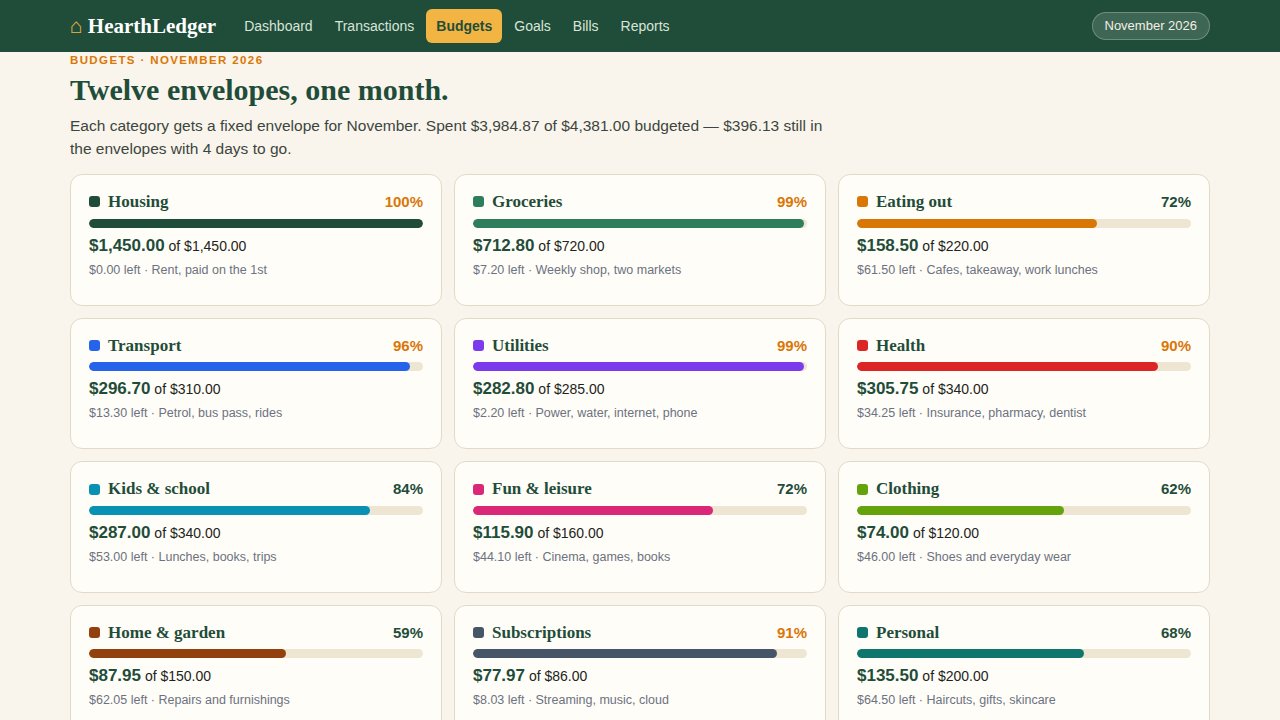 ⌂ HearthLedger Dashboard Transactions Budgets Goals Bills Reports November 2026
BUDGETS · NOVEMBER 2026
Twelve envelopes, one month.
Each category gets a fixed envelope for November. Spent $3,984.87 of $4,381.00 budgeted — $396.13 still in
the envelopes with 4 days to go.
Housing 100%
$1,450.00 of $1,450.00
$0.00 left · Rent, paid on the 1st
Groceries 99%
$712.80 of $720.00
$7.20 left · Weekly shop, two markets
Eating out 72%
$158.50 of $220.00
$61.50 left · Cafes, takeaway, work lunches
Transport 96%
$296.70 of $310.00
$13.30 left · Petrol, bus pass, rides
Utilities 99%
$282.80 of $285.00
$2.20 left · Power, water, internet, phone
Health 90%
$305.75 of $340.00
$34.25 left · Insurance, pharmacy, dentist
Kids & school 84%
$287.00 of $340.00
$53.00 left · Lunches, books, trips
Fun & leisure 72%
$115.90 of $160.00
$44.10 left · Cinema, games, books
Clothing 62%
$74.00 of $120.00
$46.00 left · Shoes and everyday wear
Home & garden 59%
$87.95 of $150.00
$62.05 left · Repairs and furnishings
Subscriptions 91%
$77.97 of $86.00
$8.03 left · Streaming, music, cloud
Personal 68%
$135.50 of $200.00
$64.50 left · Haircuts, gifts, skincare